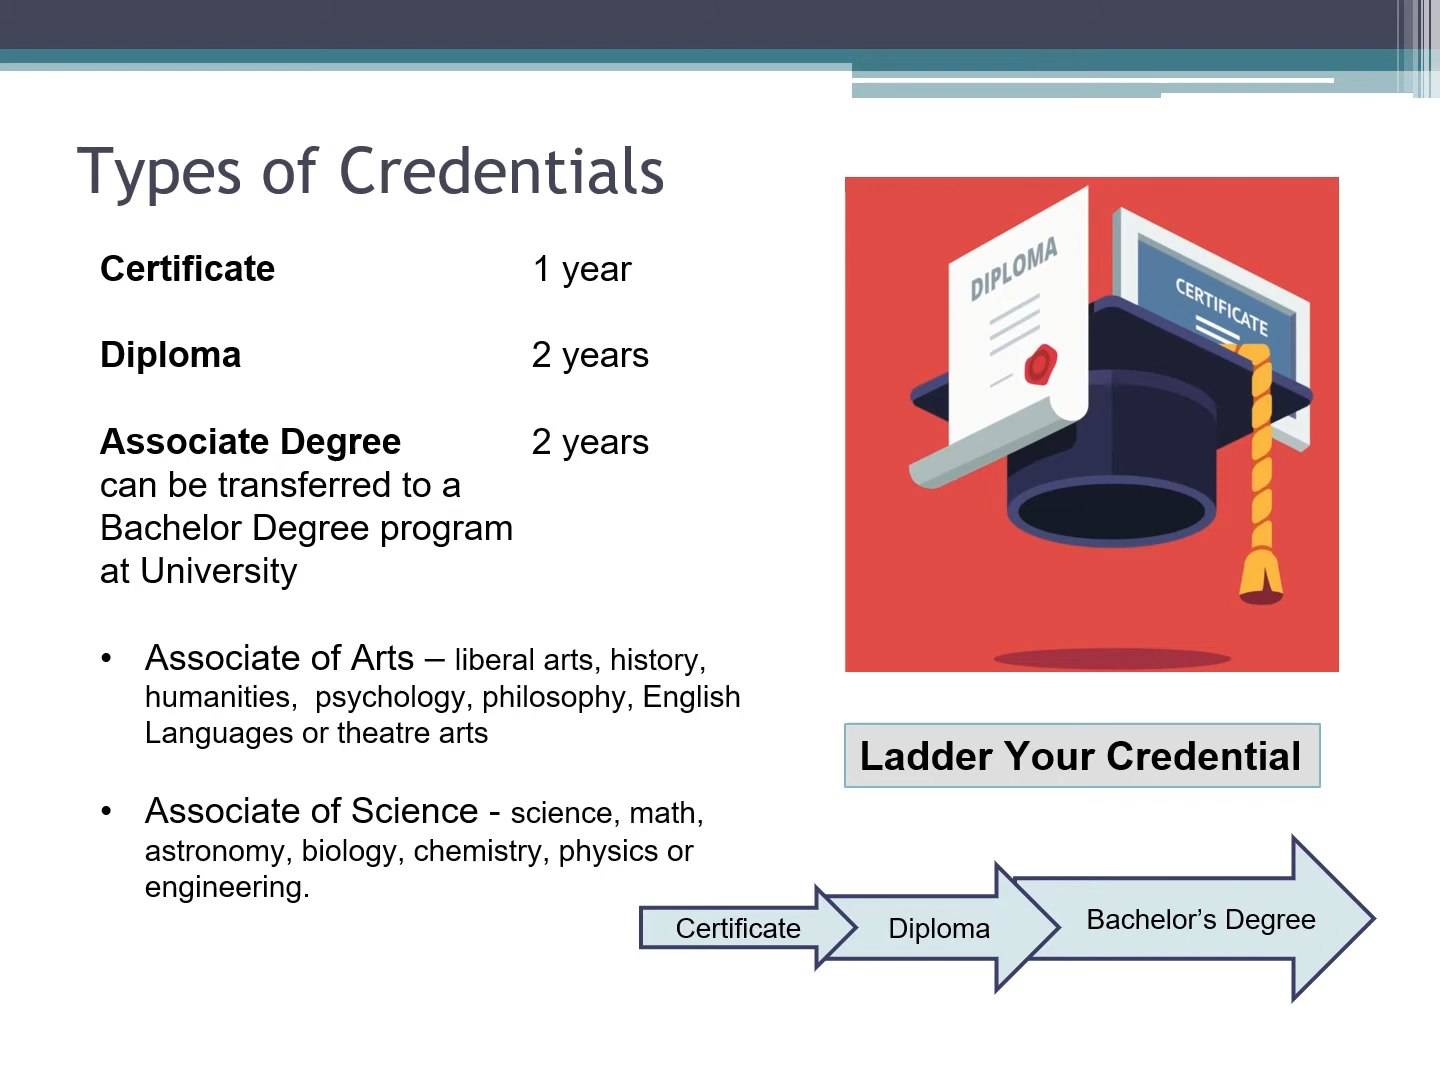 Types of Credentials
Certificate 1 year
Diploma 2 years
Associate Degree 2 years
can be transferred to a
Bachelor Degree program
at University
• Associate of Arts – liberal arts, history,
humanities,  psychology, philosophy, English
Languages or theatre arts
• Associate of Science - science, math,
astronomy, biology, chemistry, physics or
engineering.
DIPLOMA
CERTIFICATE
Ladder Your Credential
Certificate
Diploma
Bachelor’s Degree